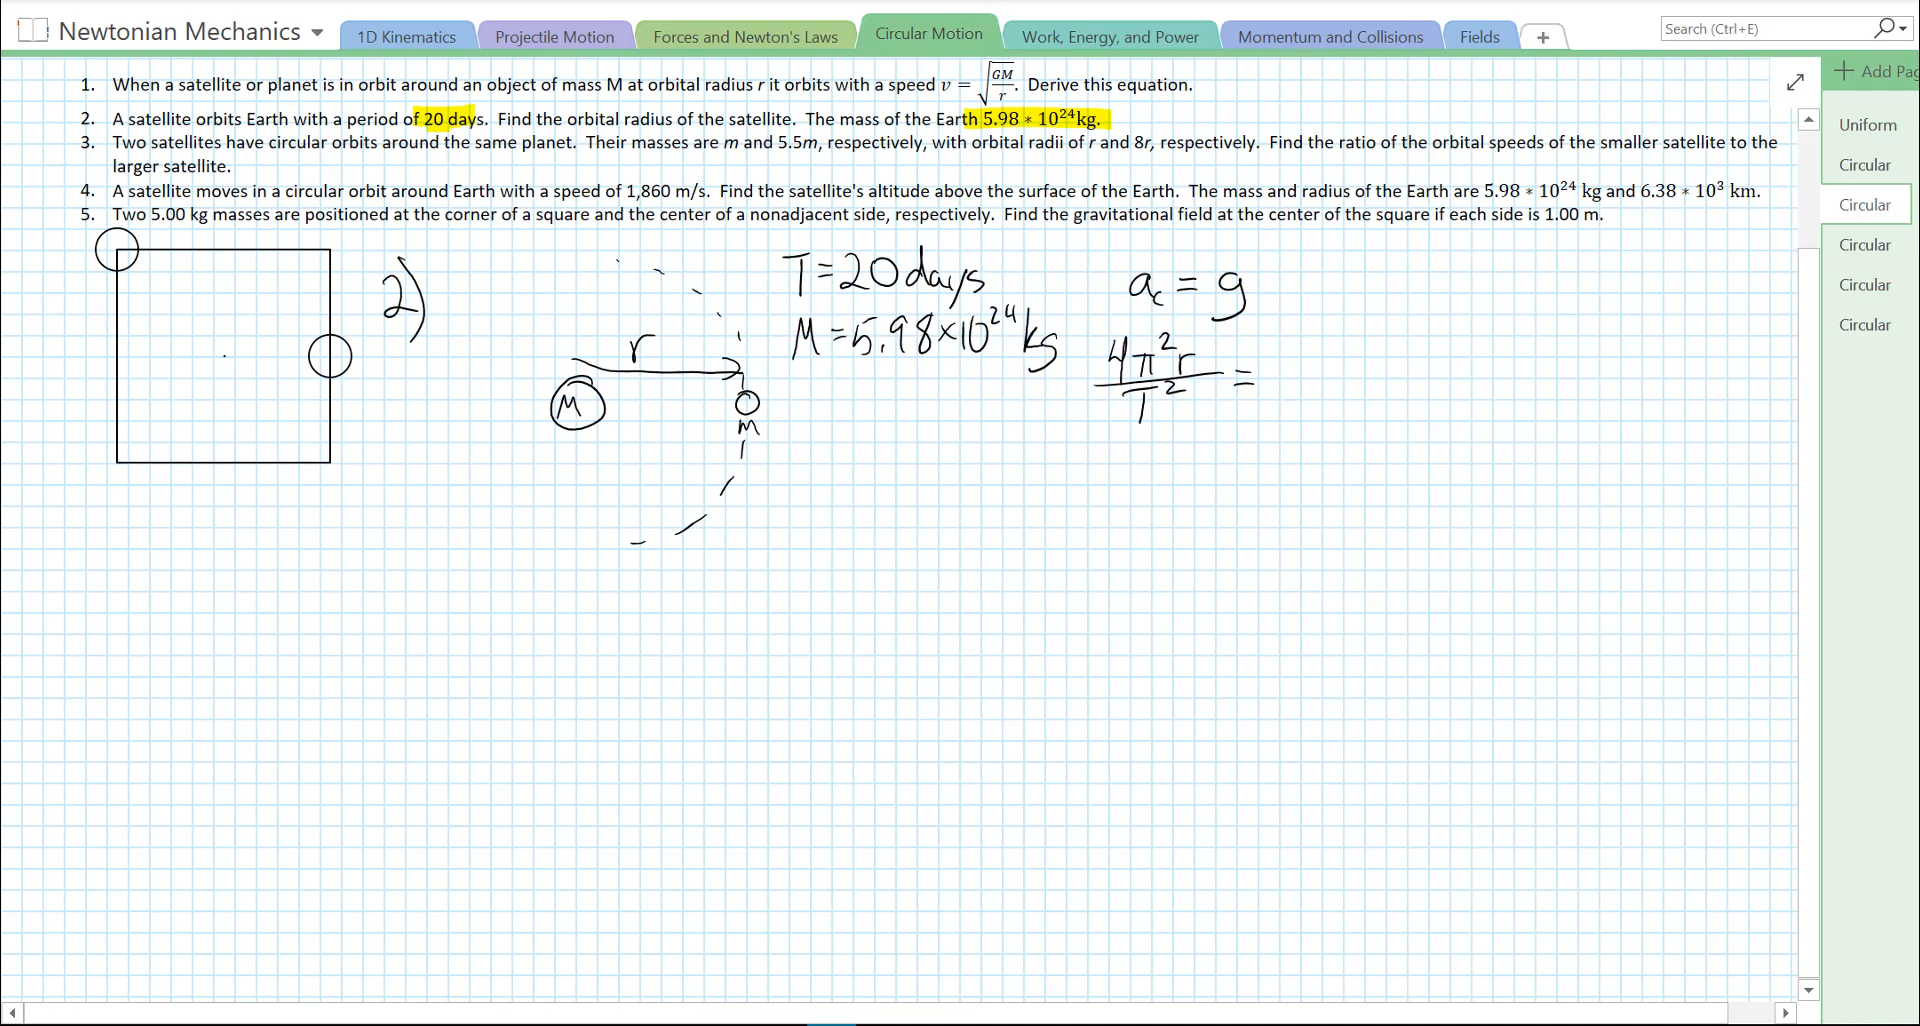 Newtonian Mechanics
1D Kinematics
Projectile Motion
Forces and Newton's Laws
Circular Motion
Work, Energy, and Power
Momentum and Collisions
Fields
+
Search (Ctrl+E)
Add Pag
Uniform
Circular
Circular
Circular
Circular
Circular
1. When a satellite or planet is in orbit around an object of mass M at orbital radius r it orbits with a speed v = √(GM/r). Derive this equation.
2. A satellite orbits Earth with a period of 20 days. Find the orbital radius of the satellite. The mass of the Earth 5.98 * 10²⁴kg.
3. Two satellites have circular orbits around the same planet. Their masses are m and 5.5m, respectively, with orbital radii of r and 8r, respectively. Find the ratio of the orbital speeds of the smaller satellite to the
larger satellite.
4. A satellite moves in a circular orbit around Earth with a speed of 1,860 m/s. Find the satellite's altitude above the surface of the Earth. The mass and radius of the Earth are 5.98 * 10²⁴ kg and 6.38 * 10³ km.
5. Two 5.00 kg masses are positioned at the corner of a square and the center of a nonadjacent side, respectively. Find the gravitational field at the center of the square if each side is 1.00 m.
2)
r
M
m
T = 20 days
M = 5.98 × 10²⁴ kg
a_c = g
4π²r
T²
=